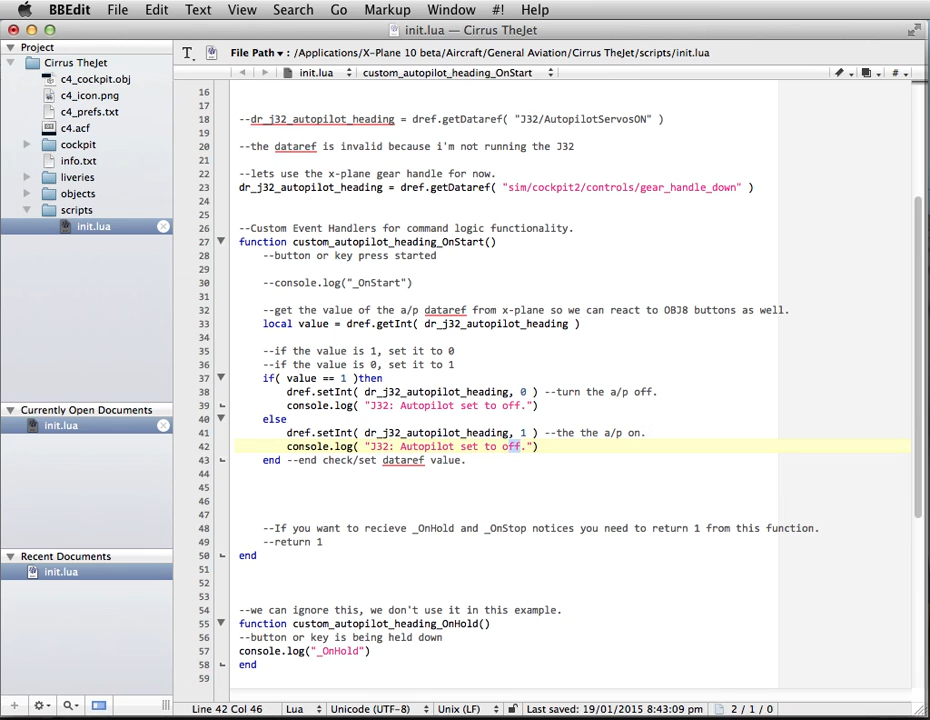 BBEdit File Edit Text View Search Go Markup Window #! Help
init.lua — Cirrus TheJet
Project
Cirrus TheJet
c4_cockpit.obj
c4_icon.png
c4_prefs.txt
c4.acf
cockpit
info.txt
liveries
objects
scripts
init.lua
Currently Open Documents
init.lua
Recent Documents
init.lua
File Path ▾ : /Applications/X-Plane 10 beta/Aircraft/General Aviation/Cirrus TheJet/scripts/init.lua
init.lua custom_autopilot_heading_OnStart
16
17
18 --dr_j32_autopilot_heading = dref.getDataref( "J32/AutopilotServosON" )
19
20 --the dataref is invalid because i'm not running the J32
21
22 --lets use the x-plane gear handle for now.
23 dr_j32_autopilot_heading = dref.getDataref( "sim/cockpit2/controls/gear_handle_down" )
24
25
26 --Custom Event Handlers for command logic functionality.
27 function custom_autopilot_heading_OnStart()
28 --button or key press started
29
30 --console.log("_OnStart")
31
32 --get the value of the a/p dataref from x-plane so we can react to OBJ8 buttons as well.
33 local value = dref.getInt( dr_j32_autopilot_heading )
34
35 --if the value is 1, set it to 0
36 --if the value is 0, set it to 1
37 if( value == 1 )then
38 dref.setInt( dr_j32_autopilot_heading, 0 ) --turn the a/p off.
39 console.log( "J32: Autopilot set to off.")
40 else
41 dref.setInt( dr_j32_autopilot_heading, 1 ) --the the a/p on.
42 console.log( "J32: Autopilot set to off.")
43 end --end check/set dataref value.
44
45
46
47
48 --If you want to recieve _OnHold and _OnStop notices you need to return 1 from this function.
49 --return 1
50 end
51
52
53
54 --we can ignore this, we don't use it in this example.
55 function custom_autopilot_heading_OnHold()
56 --button or key is being held down
57 console.log("_OnHold")
58 end
59
Line 42 Col 46 Lua Unicode (UTF-8) Unix (LF) Last saved: 19/01/2015 8:43:09 pm 2 / 1 / 0